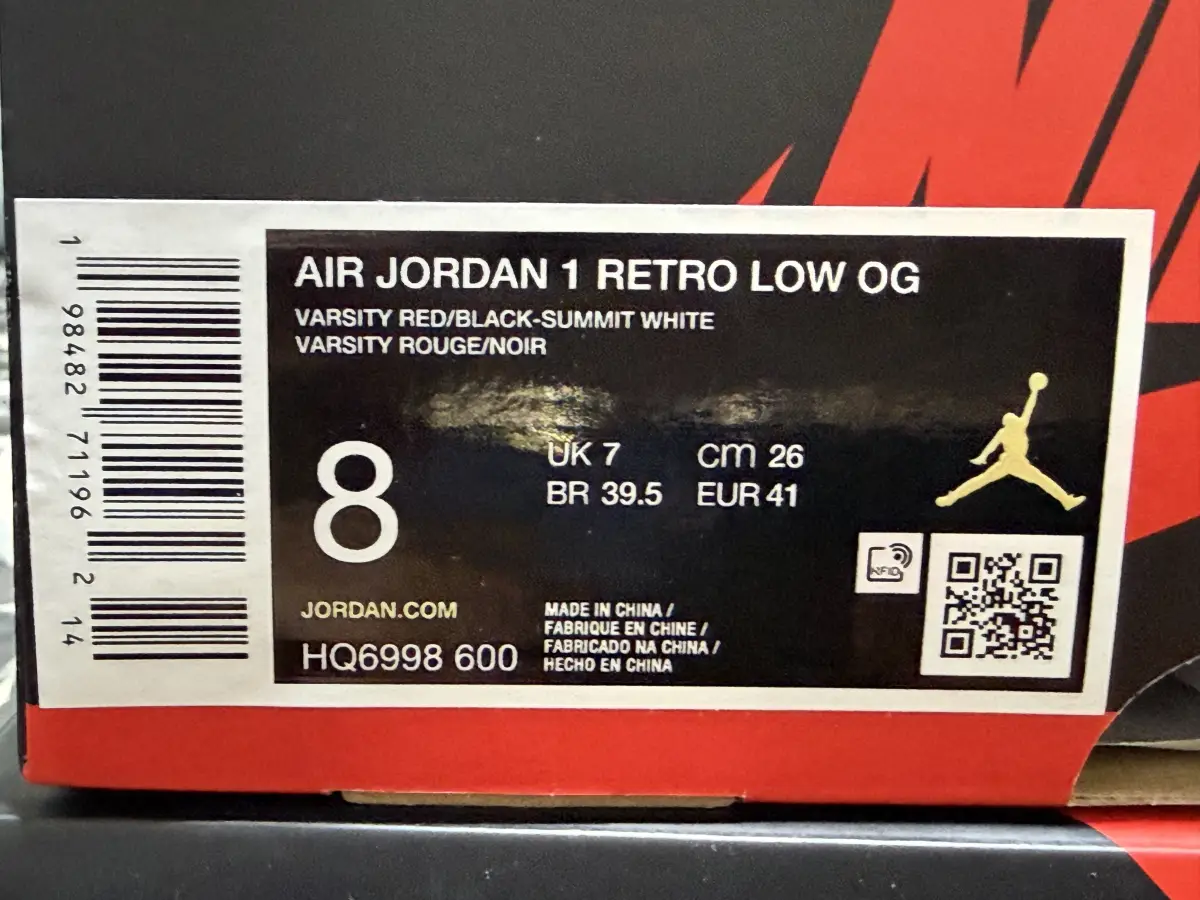 AIR JORDAN 1 RETRO LOW OG
VARSITY RED/BLACK-SUMMIT WHITE
VARSITY ROUGE/NOIR
8
UK 7 cm 26
BR 39.5 EUR 41
JORDAN.COM
HQ6998 600
MADE IN CHINA /
FABRIQUE EN CHINE /
FABRICADO NA CHINA /
HECHO EN CHINA
RFID
1 98482 71196 2 14